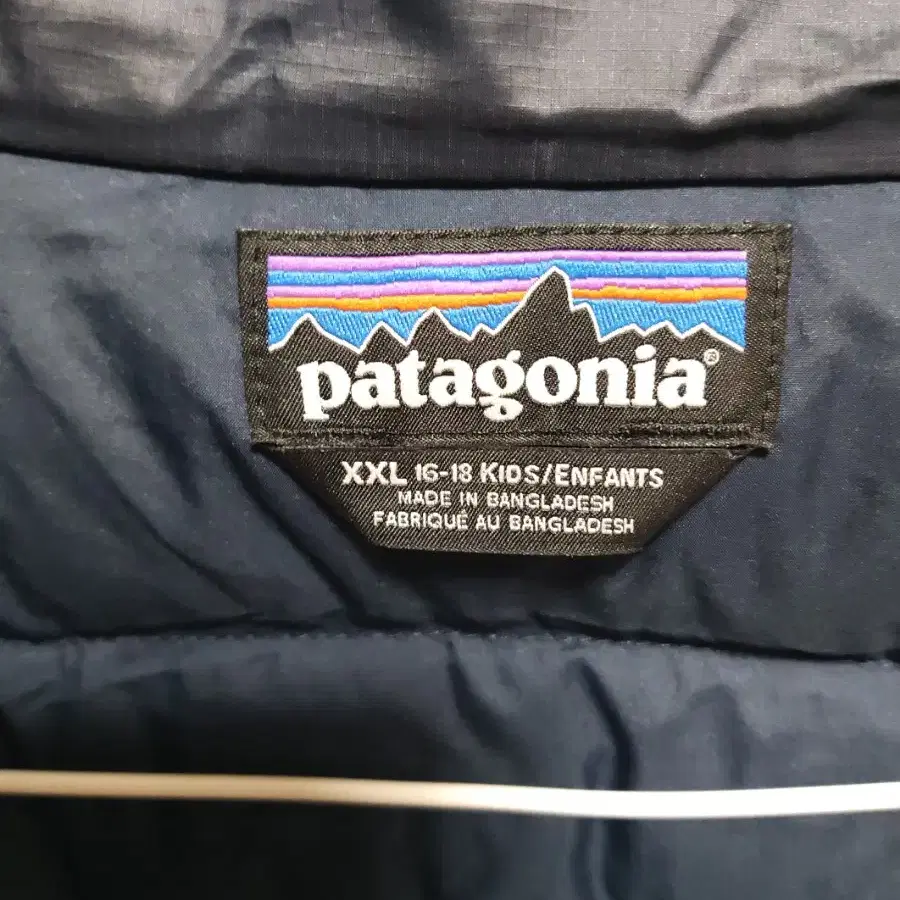 patagonia®
XXL 16-18 KIDS/ENFANTS
MADE IN BANGLADESH
FABRIQUÉ AU BANGLADESH